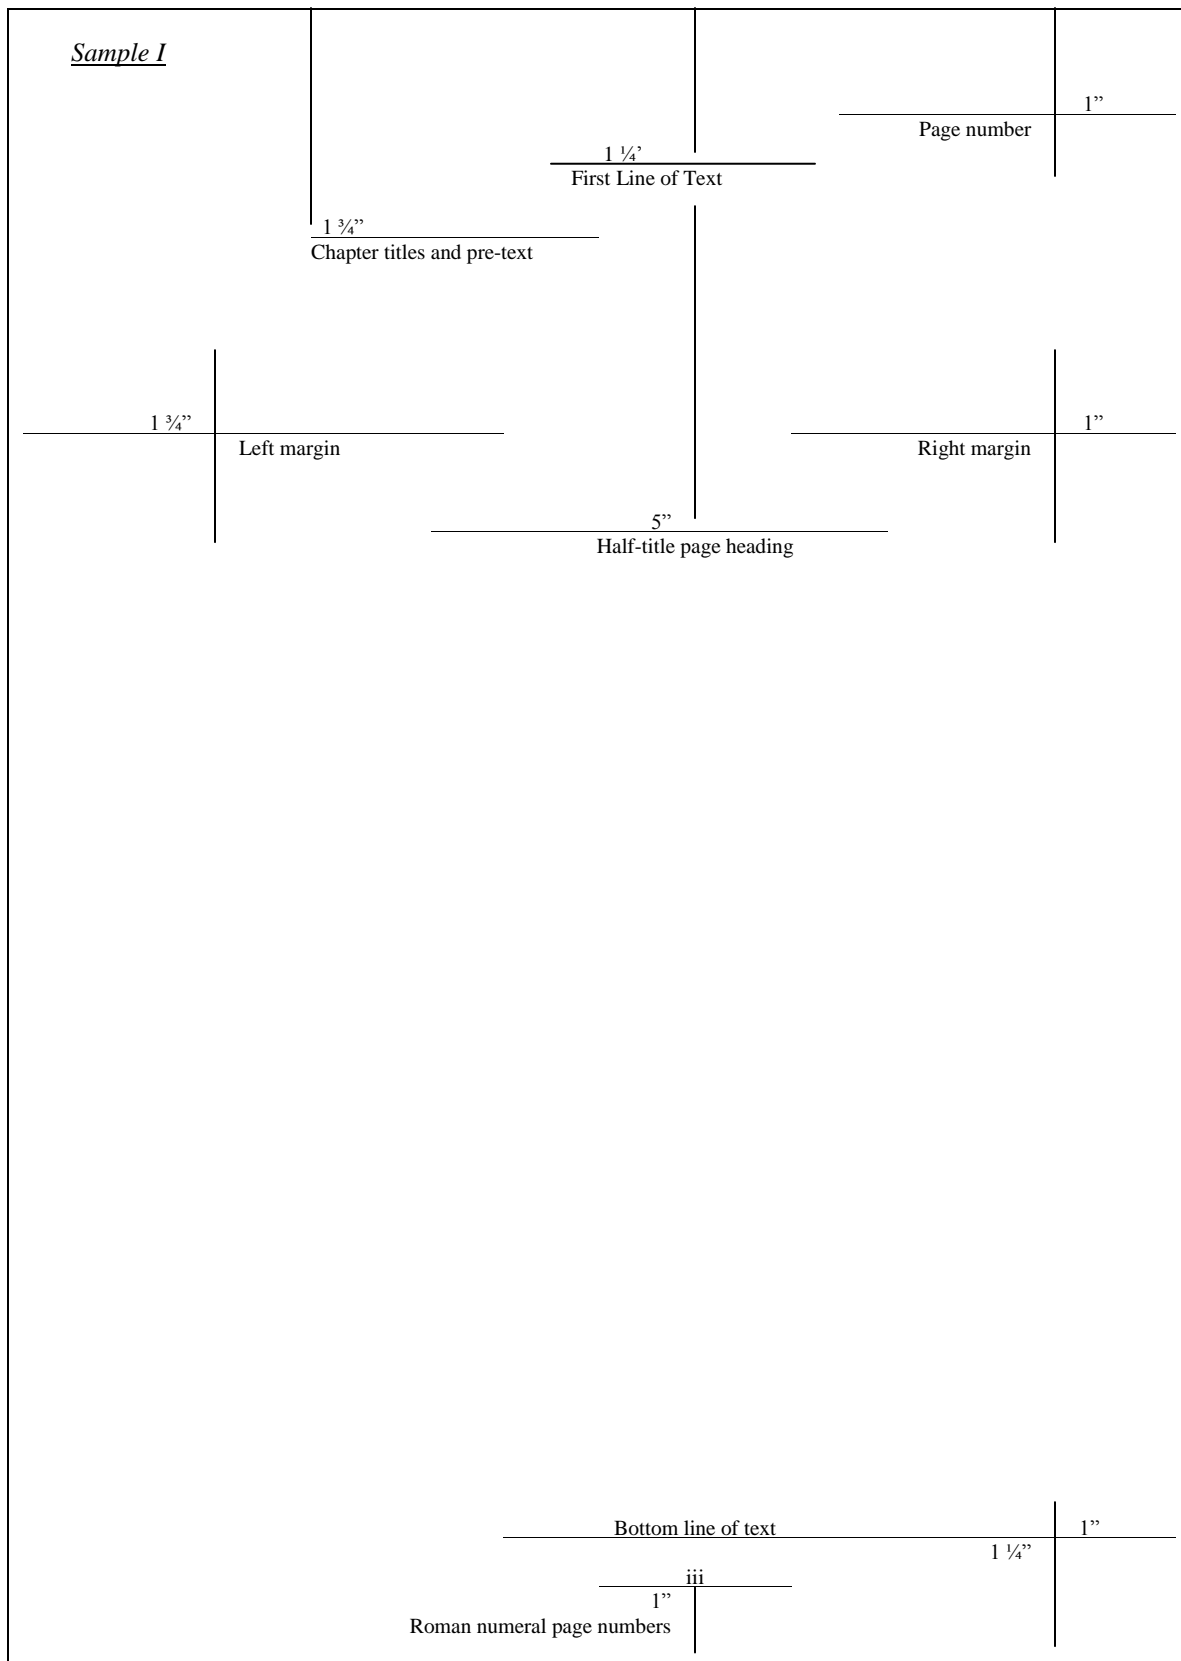 Sample I
1”
Page number
1 ¼’
First Line of Text
1 ¾”
Chapter titles and pre-text
1 ¾”
Left margin
1”
Right margin
5”
Half-title page heading
Bottom line of text
1”
1 ¼”
iii
1”
Roman numeral page numbers